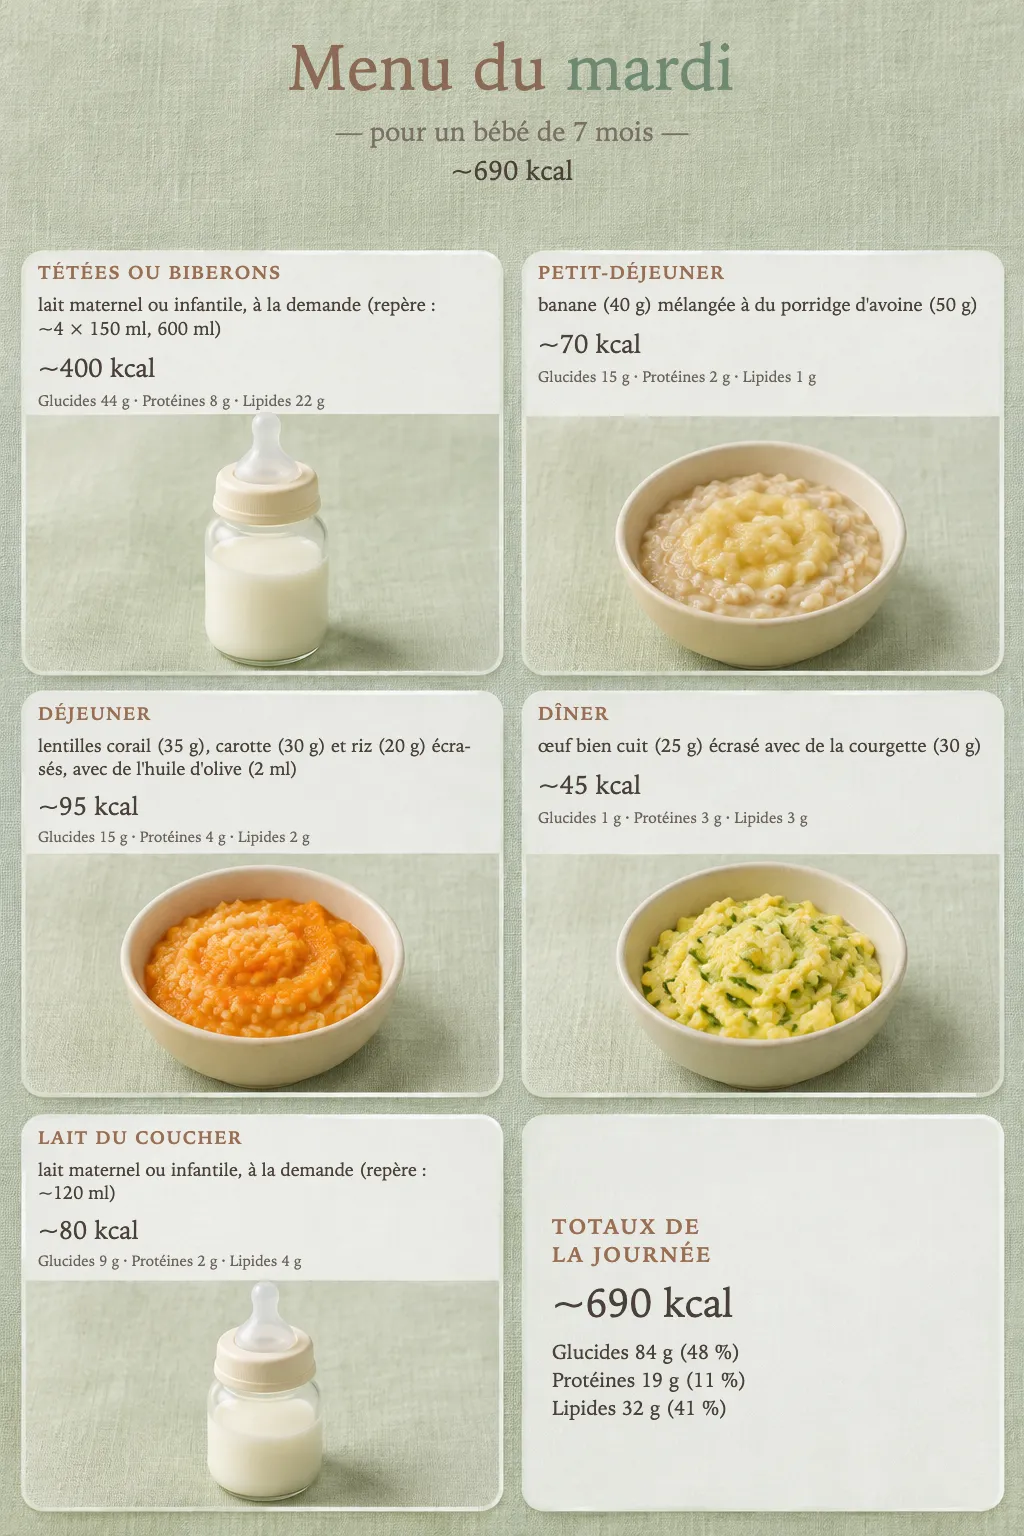 Menu du mardi
— pour un bébé de 7 mois —
~690 kcal
TÉTÉES OU BIBERONS
lait maternel ou infantile, à la demande (repère :
~4 × 150 ml, 600 ml)
~400 kcal
Glucides 44 g · Protéines 8 g · Lipides 22 g
PETIT-DÉJEUNER
banane (40 g) mélangée à du porridge d'avoine (50 g)
~70 kcal
Glucides 15 g · Protéines 2 g · Lipides 1 g
DÉJEUNER
lentilles corail (35 g), carotte (30 g) et riz (20 g) écra-
sés, avec de l'huile d'olive (2 ml)
~95 kcal
Glucides 15 g · Protéines 4 g · Lipides 2 g
DÎNER
œuf bien cuit (25 g) écrasé avec de la courgette (30 g)
~45 kcal
Glucides 1 g · Protéines 3 g · Lipides 3 g
LAIT DU COUCHER
lait maternel ou infantile, à la demande (repère :
~120 ml)
~80 kcal
Glucides 9 g · Protéines 2 g · Lipides 4 g
TOTAUX DE
LA JOURNÉE
~690 kcal
Glucides 84 g (48 %)
Protéines 19 g (11 %)
Lipides 32 g (41 %)